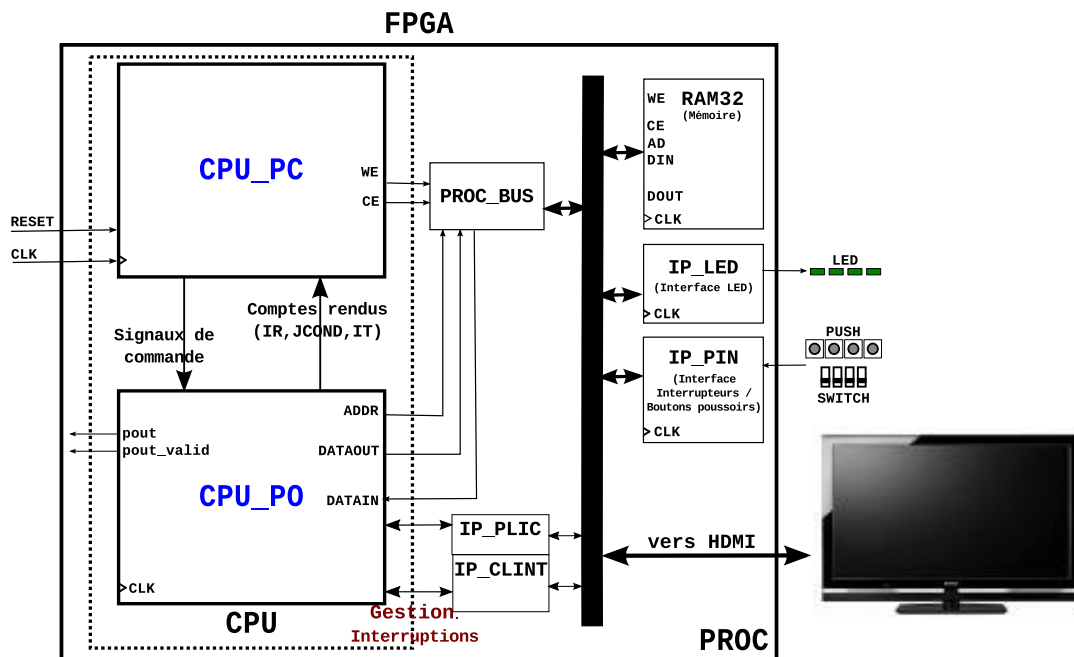 FPGA
CPU_PC
WE
CE
RESET
CLK
PROC_BUS
RAM32
(Mémoire)
WE
CE
AD
DIN
DOUT
CLK
IP_LED
(Interface LED)
CLK
LED
IP_PIN
(Interface
Interrupteurs /
Boutons poussoirs)
CLK
PUSH
SWITCH
Signaux de
commande
Comptes rendus
(IR,JCOND,IT)
ADDR
DATAOUT
DATAIN
pout
pout_valid
CPU_PO
CLK
IP_PLIC
IP_CLINT
vers HDMI
CPU
Gestion.
Interruptions
PROC